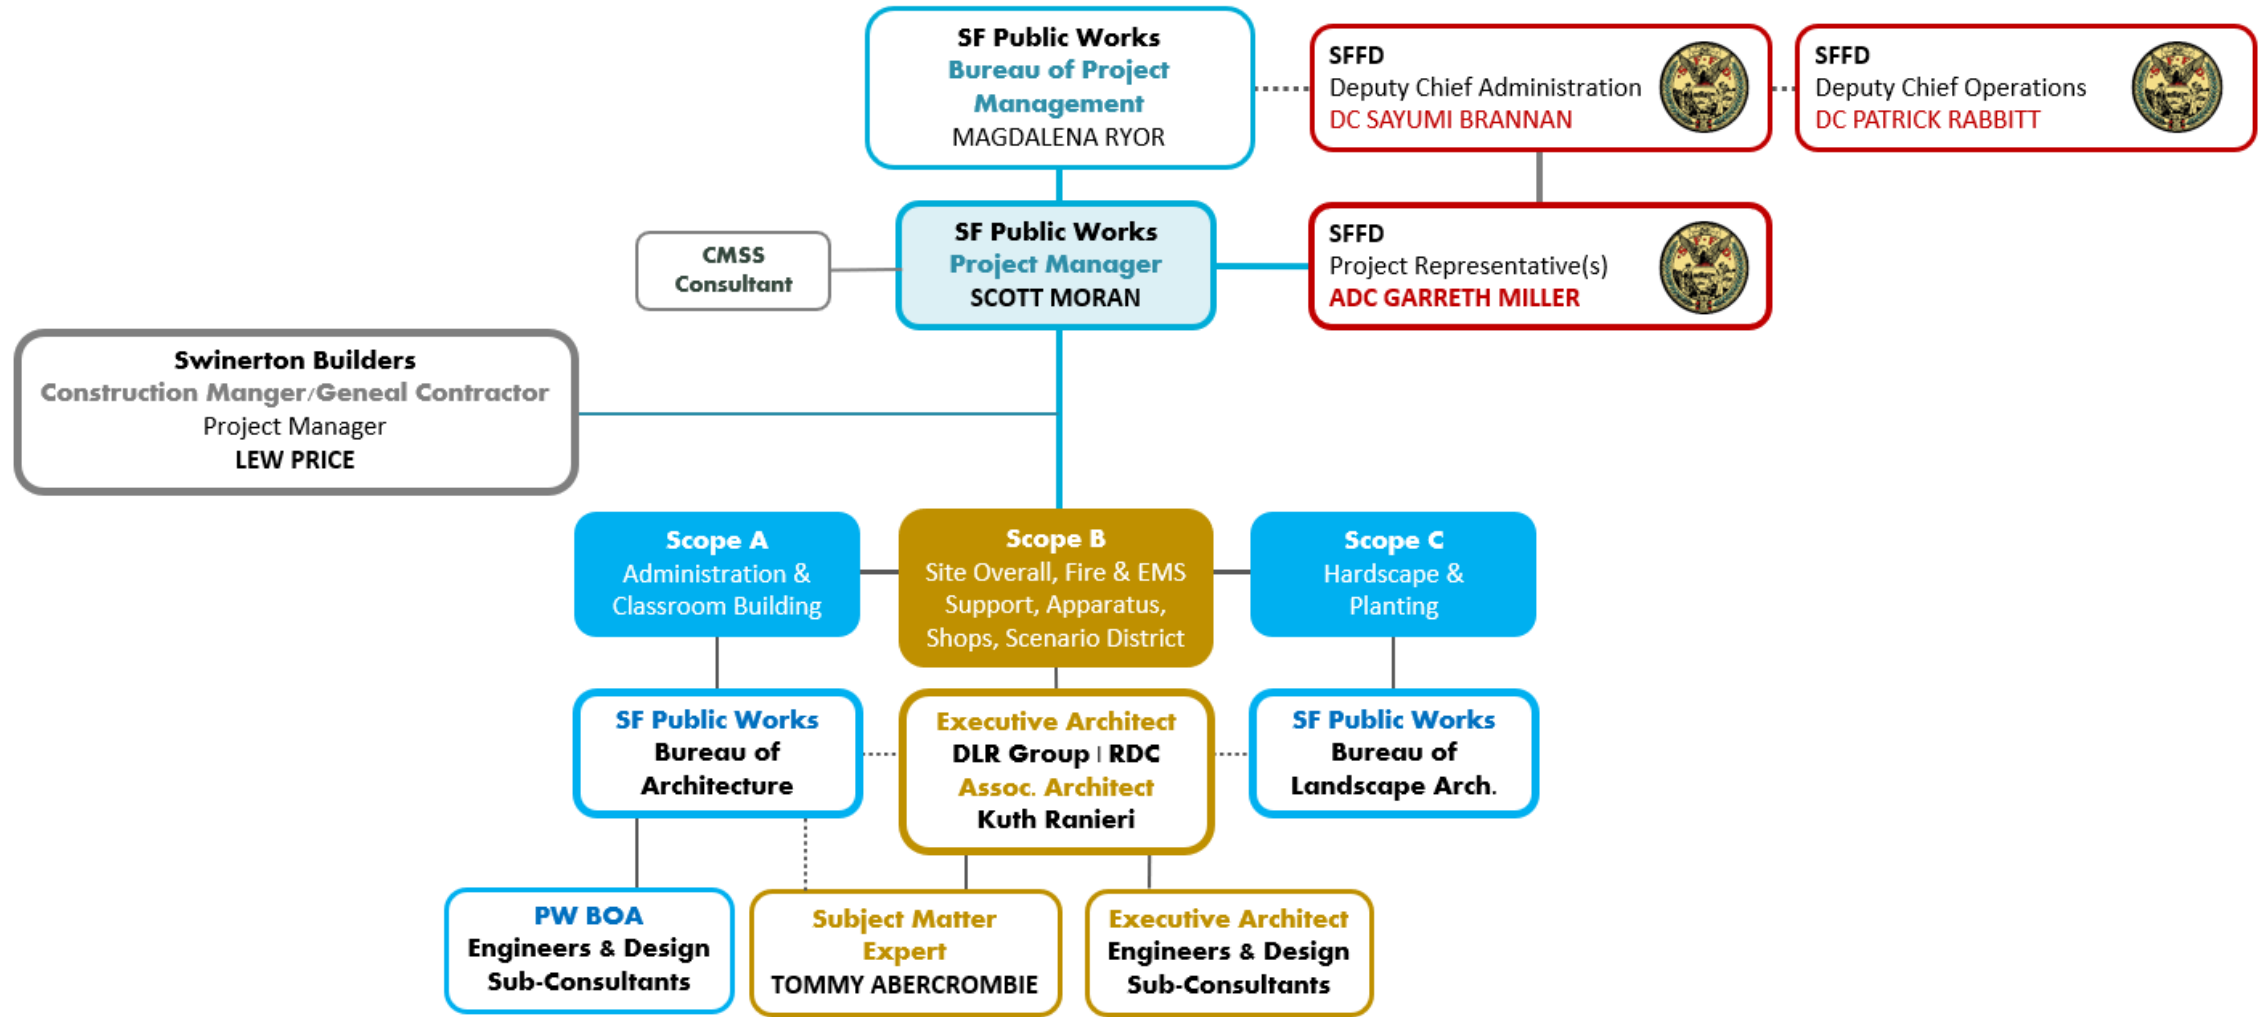 SF Public Works
Bureau of Project
Management
MAGDALENA RYOR
SFFD
Deputy Chief Administration
DC SAYUMI BRANNAN
SFFD
Deputy Chief Operations
DC PATRICK RABBITT
CMSS
Consultant
SF Public Works
Project Manager
SCOTT MORAN
SFFD
Project Representative(s)
ADC GARRETH MILLER
Swinerton Builders
Construction Manger/Geneal Contractor
Project Manager
LEW PRICE
Scope A
Administration &
Classroom Building
Scope B
Site Overall, Fire & EMS
Support, Apparatus,
Shops, Scenario District
Scope C
Hardscape &
Planting
SF Public Works
Bureau of
Architecture
Executive Architect
DLR Group | RDC
Assoc. Architect
Kuth Ranieri
SF Public Works
Bureau of
Landscape Arch.
PW BOA
Engineers & Design
Sub-Consultants
Subject Matter
Expert
TOMMY ABERCROMBIE
Executive Architect
Engineers & Design
Sub-Consultants